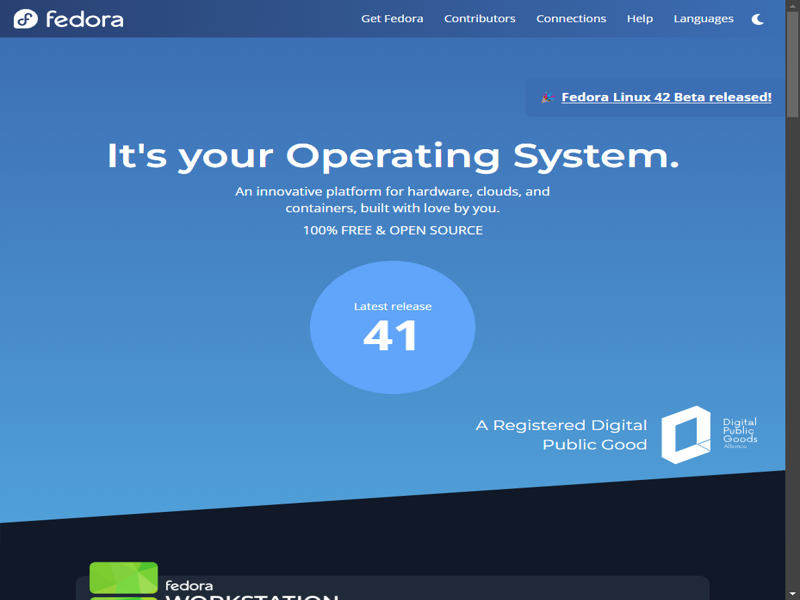 fedora
Get Fedora Contributors Connections Help Languages
Fedora Linux 42 Beta released!
It's your Operating System.
An innovative platform for hardware, clouds, and
containers, built with love by you.
100% FREE & OPEN SOURCE
Latest release
41
A Registered Digital
Public Good
Digital
Public
Goods
Alliance
fedora
WORKSTATION